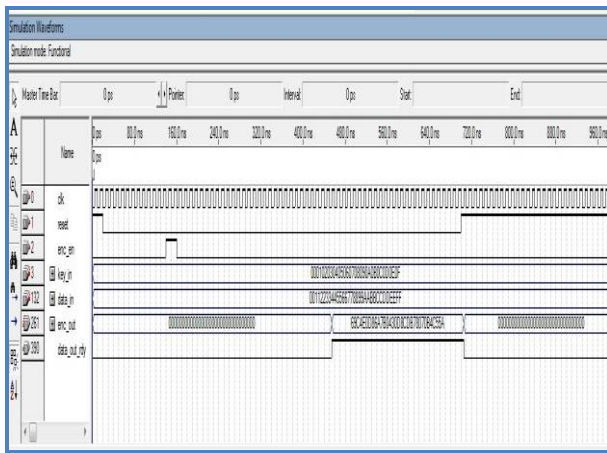 Simulation Waveforms
Simulation mode: Functional
Master Time Bar: 0 ps Pointer: 0 ps Interval: 0 ps Start: End:
Name 0 ps 80.0 ns 160.0 ns 240.0 ns 320.0 ns 400.0 ns 480.0 ns 560.0 ns 640.0 ns 720.0 ns 800.0 ns 880.0 ns 960.0 ns
0 ps
0 clk
1 reset
2 enc_en
3 key_in 000102030405060708090A0B0C0D0E0F
132 data_in 00112233445566778899AABBCCDDEEFF
261 enc_out 00000000000000000000000000000000 69C4E0D86A7B0430D8CDB78070B4C55A 00000000000000000000000000000000
390 data_out_rdy